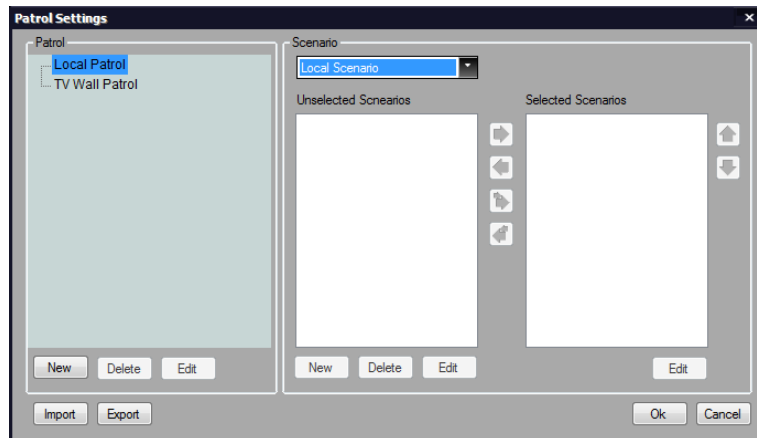 Patrol Settings
Patrol
Local Patrol
TV Wall Patrol
New Delete Edit
Scenario
Local Scenario
Unselected Scnearios Selected Scenarios
New Delete Edit Edit
Import Export Ok Cancel